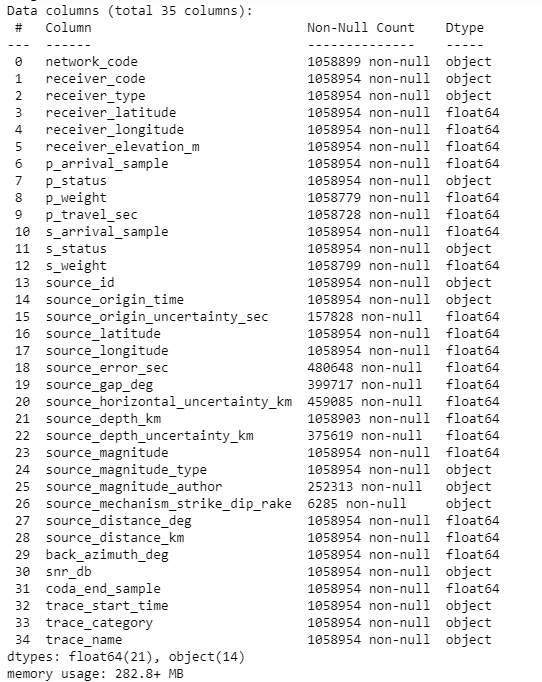 Data columns (total 35 columns):
 #   Column                              Non-Null Count    Dtype
---  ------                              --------------    -----
 0   network_code                        1058899 non-null  object
 1   receiver_code                       1058954 non-null  object
 2   receiver_type                       1058954 non-null  object
 3   receiver_latitude                   1058954 non-null  float64
 4   receiver_longitude                  1058954 non-null  float64
 5   receiver_elevation_m                1058954 non-null  float64
 6   p_arrival_sample                    1058954 non-null  float64
 7   p_status                            1058954 non-null  object
 8   p_weight                            1058779 non-null  float64
 9   p_travel_sec                        1058728 non-null  float64
 10  s_arrival_sample                    1058954 non-null  float64
 11  s_status                            1058954 non-null  object
 12  s_weight                            1058799 non-null  float64
 13  source_id                           1058954 non-null  object
 14  source_origin_time                  1058954 non-null  object
 15  source_origin_uncertainty_sec       157828 non-null   float64
 16  source_latitude                     1058954 non-null  float64
 17  source_longitude                    1058954 non-null  float64
 18  source_error_sec                    480648 non-null   float64
 19  source_gap_deg                      399717 non-null   float64
 20  source_horizontal_uncertainty_km    459085 non-null   float64
 21  source_depth_km                     1058903 non-null  float64
 22  source_depth_uncertainty_km         375619 non-null   float64
 23  source_magnitude                    1058954 non-null  float64
 24  source_magnitude_type               1058954 non-null  object
 25  source_magnitude_author             252313 non-null   object
 26  source_mechanism_strike_dip_rake    6285 non-null     object
 27  source_distance_deg                 1058954 non-null  float64
 28  source_distance_km                  1058954 non-null  float64
 29  back_azimuth_deg                    1058954 non-null  float64
 30  snr_db                              1058954 non-null  object
 31  coda_end_sample                     1058954 non-null  float64
 32  trace_start_time                    1058954 non-null  object
 33  trace_category                      1058954 non-null  object
 34  trace_name                          1058954 non-null  object
dtypes: float64(21), object(14)
memory usage: 282.8+ MB